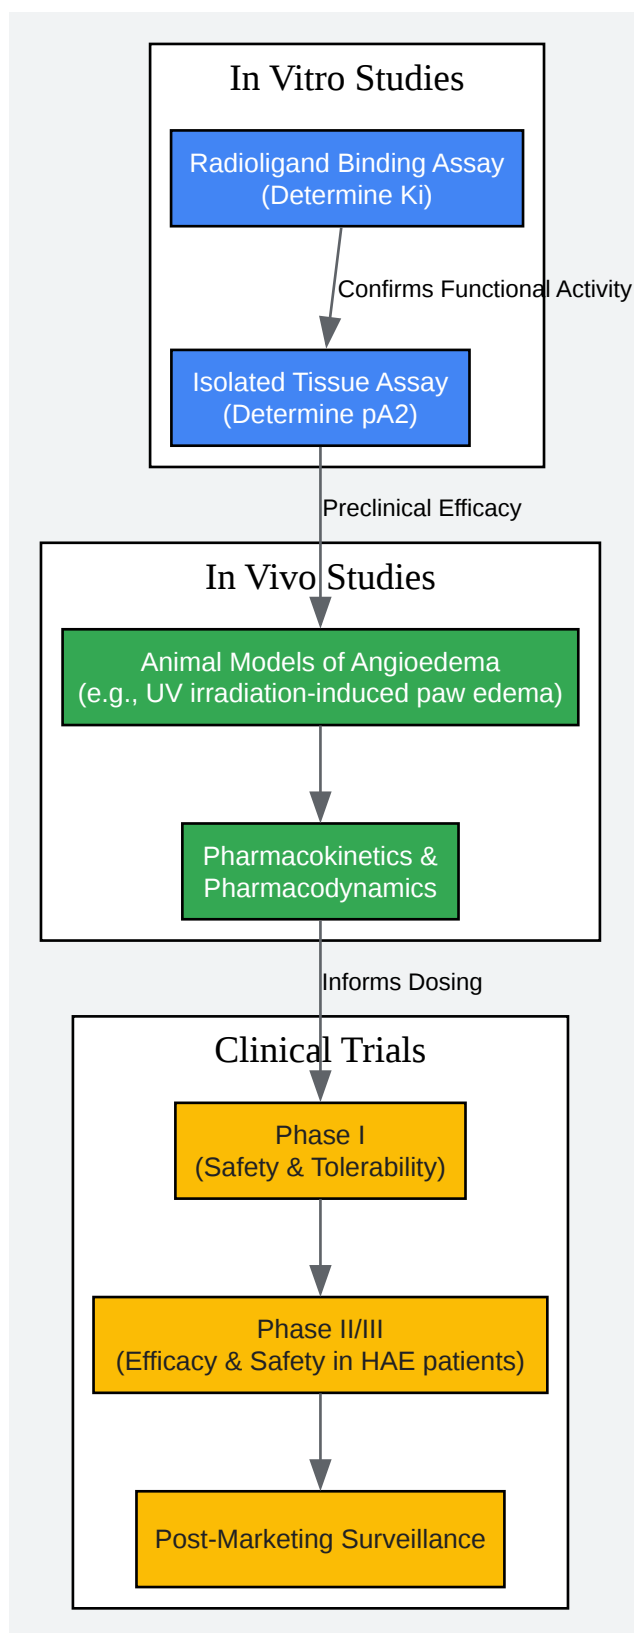 In Vitro Studies
Radioligand Binding Assay
(Determine Ki)
Confirms Functional Activity
Isolated Tissue Assay
(Determine pA2)
Preclinical Efficacy
In Vivo Studies
Animal Models of Angioedema
(e.g., UV irradiation-induced paw edema)
Pharmacokinetics &
Pharmacodynamics
Informs Dosing
Clinical Trials
Phase I
(Safety & Tolerability)
Phase II/III
(Efficacy & Safety in HAE patients)
Post-Marketing Surveillance